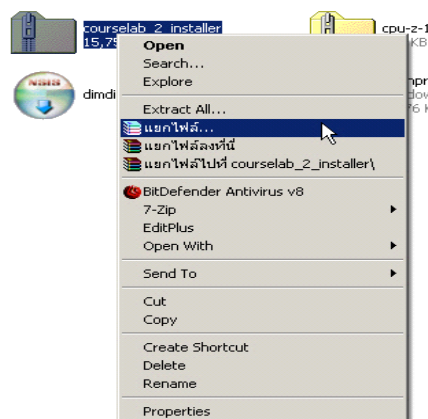 courselab_2_installer
15,75
cpu-z-1
KB
NSIS
dimdi
Open
Search...
Explore
Extract All...
แยกไฟล์...
แยกไฟล์ลงที่นี่
แยกไฟล์ไปที่ courselab_2_installer\
BitDefender Antivirus v8
7-Zip
EditPlus
Open With
Send To
Cut
Copy
Create Shortcut
Delete
Rename
Properties